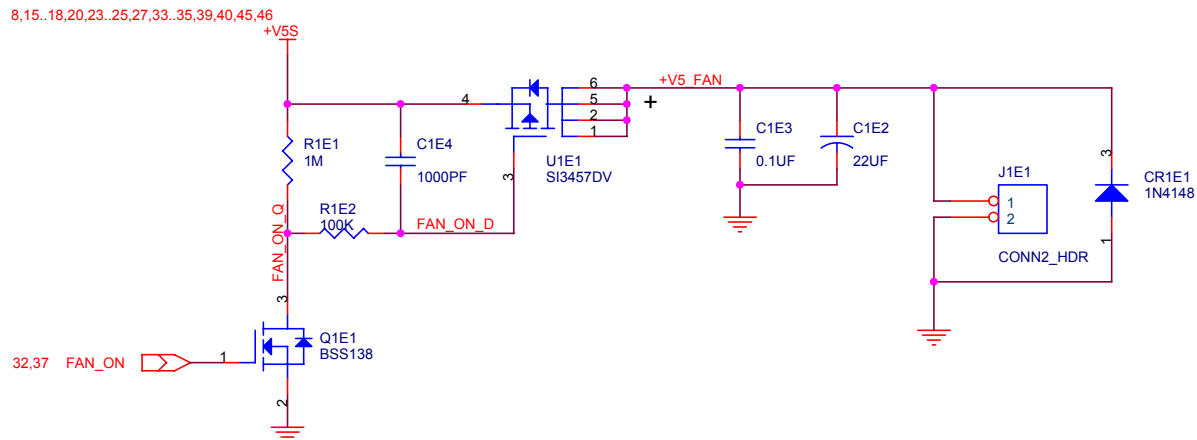 8,15..18,20,23..25,27,33..35,39,40,45,46
+V5S
4
6
5
2
1
+V5_FAN
+
R1E1
1M
C1E4
1000PF
3
U1E1
SI3457DV
C1E3
0.1UF
C1E2
22UF
J1E1
1
2
CONN2_HDR
3
CR1E1
1N4148
1
R1E2
100K
FAN_ON_D
FAN_ON_Q
3
Q1E1
BSS138
32,37 FAN_ON
1
2